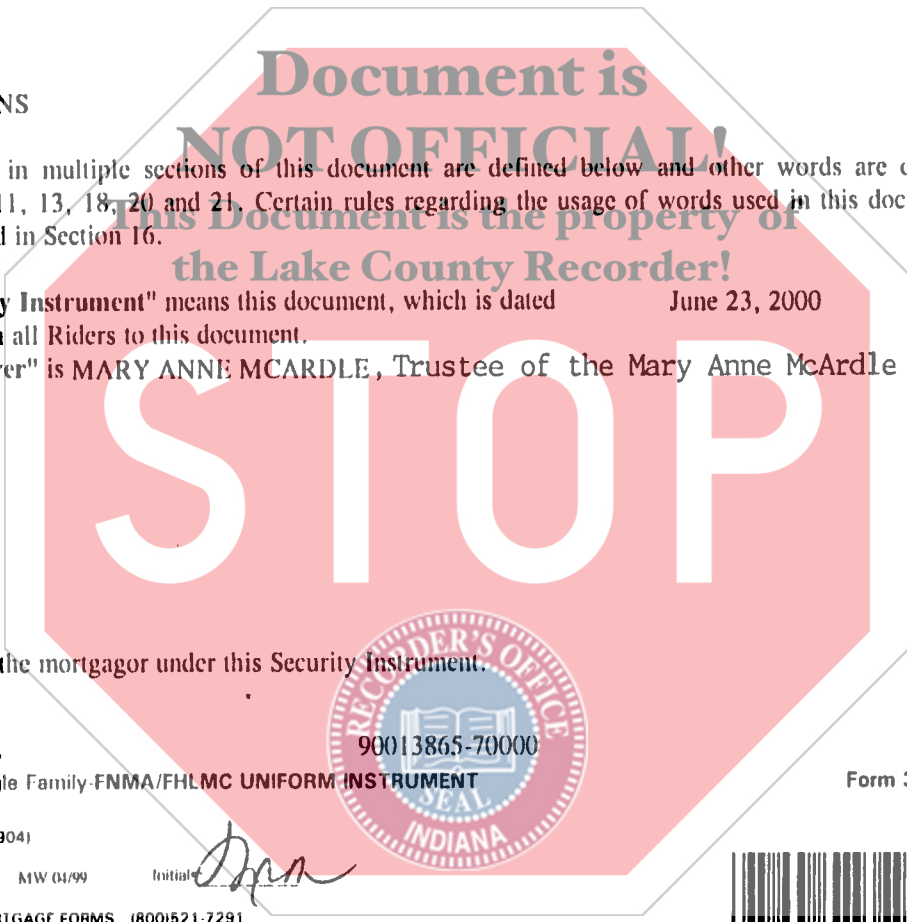 Document is
NS
NOT OFFICIAL!
in multiple sections of this document are defined below and other words are
11, 13, 18, 20 and 21. Certain rules regarding the usage of words used in this doc
This Document is the property of
in Section 16.
the Lake County Recorder!
y Instrument" means this document, which is dated June 23, 2000
all Riders to this document.
er" is MARY ANNE MCARDLE, Trustee of the Mary Anne McArdle
STOP
the mortgagor under this Security Instrument.
RECORDER'S OFFICE
90013865-70000
le Family-FNMA/FHLMC UNIFORM INSTRUMENT Form
SEAL
INDIANA
904)
MW 04/99 Initial
TGAGE FORMS (800)521-7291